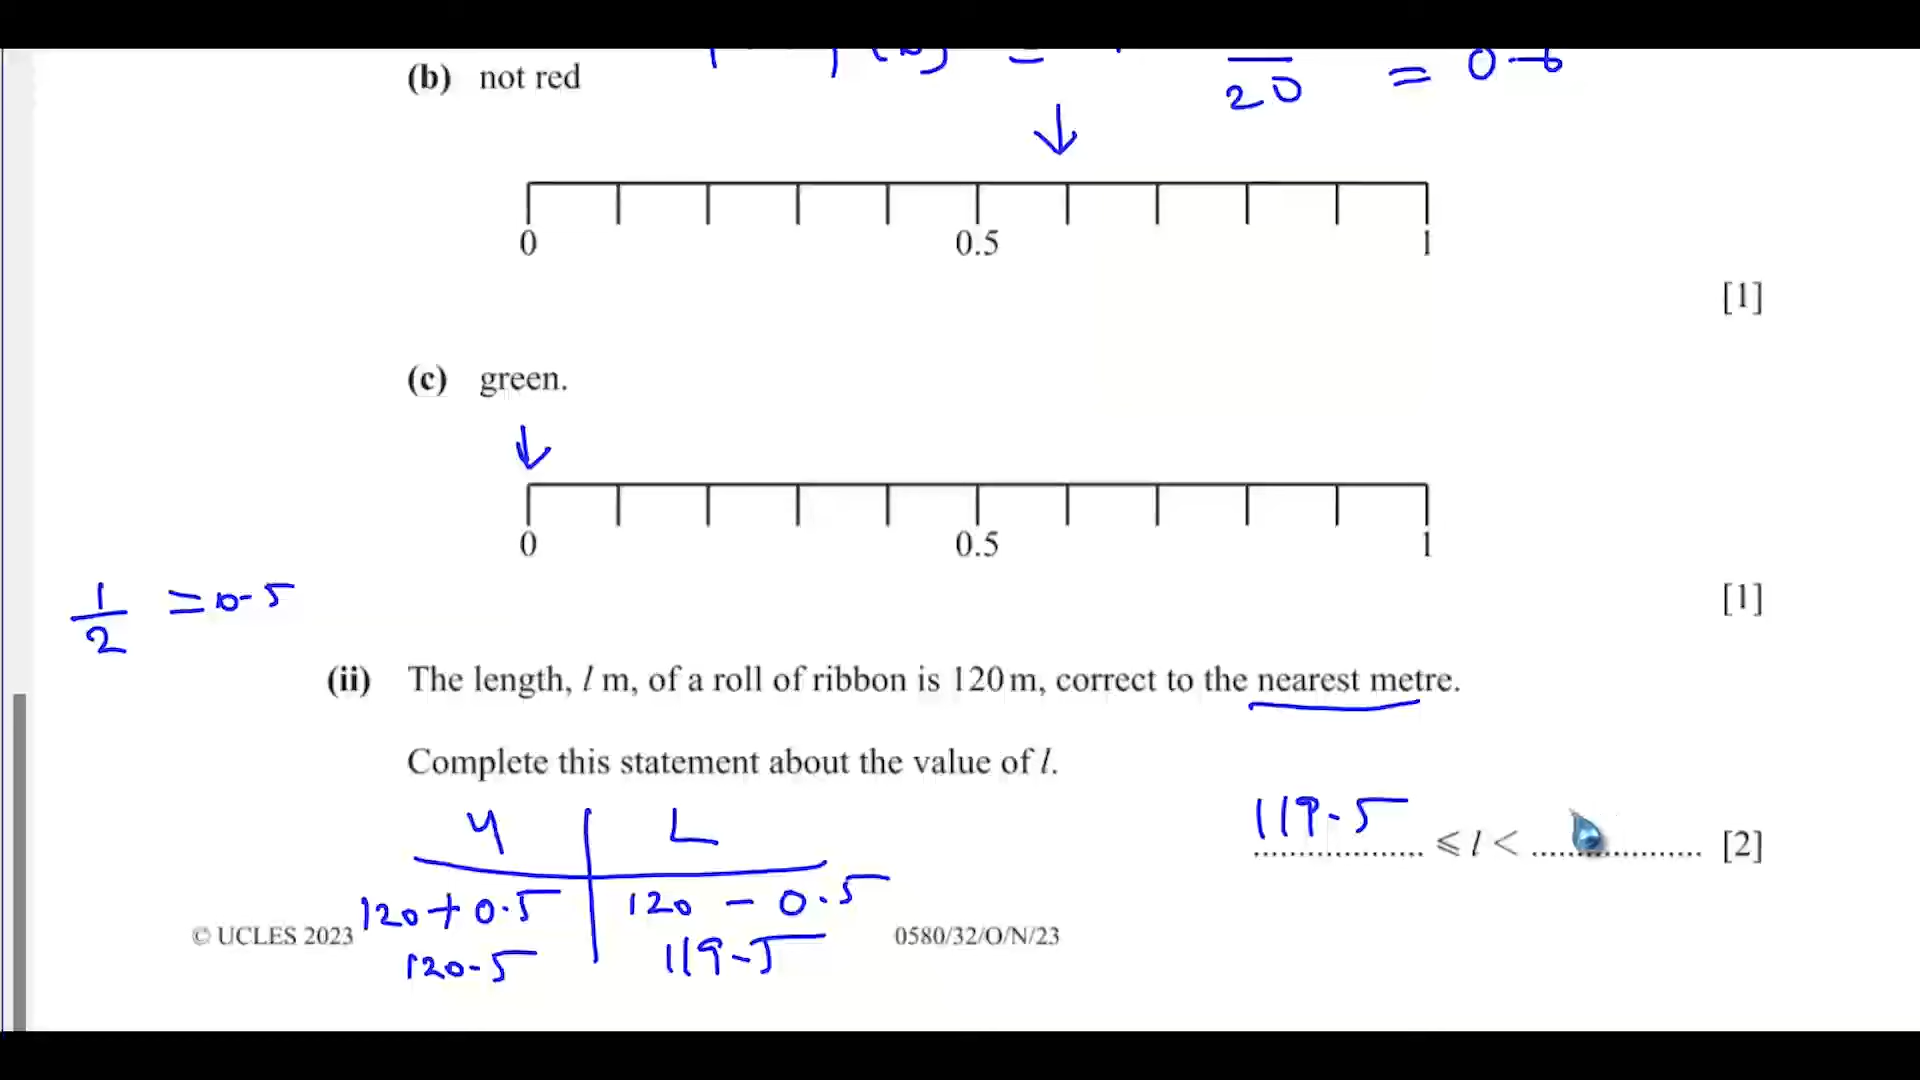 (b) not red
20 = 0-6
0 0.5 1
[1]
(c) green.
0 0.5 1
[1]
1/2 = 0-5
(ii) The length, l m, of a roll of ribbon is 120 m, correct to the nearest metre.
Complete this statement about the value of l.
119.5 ⩽ l < [2]
U L
120 + 0.5 120 - 0.5
120-5 119-5
© UCLES 2023 0580/32/O/N/23